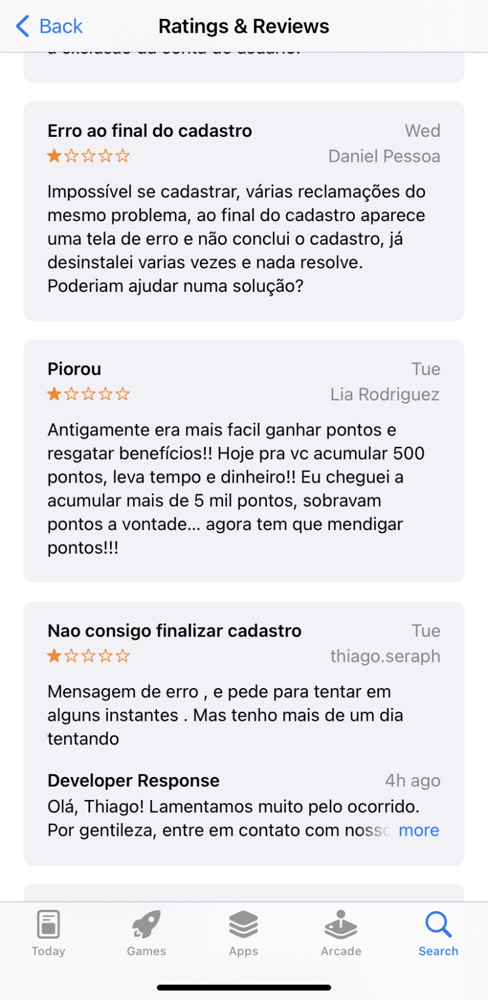 Back
Ratings & Reviews
Erro ao final do cadastro
Wed
Daniel Pessoa
Impossível se cadastrar, várias reclamações do
mesmo problema, ao final do cadastro aparece
uma tela de erro e não conclui o cadastro, já
desinstalei varias vezes e nada resolve.
Poderiam ajudar numa solução?
Piorou
Tue
Lia Rodriguez
Antigamente era mais facil ganhar pontos e
resgatar benefícios!! Hoje pra vc acumular 500
pontos, leva tempo e dinheiro!! Eu cheguei a
acumular mais de 5 mil pontos, sobravam
pontos a vontade... agora tem que mendigar
pontos!!!
Nao consigo finalizar cadastro
Tue
thiago.seraph
Mensagem de erro , e pede para tentar em
alguns instantes . Mas tenho mais de um dia
tentando
Developer Response
4h ago
Olá, Thiago! Lamentamos muito pelo ocorrido.
Por gentileza, entre em contato com nosso more
Today
Games
Apps
Arcade
Search